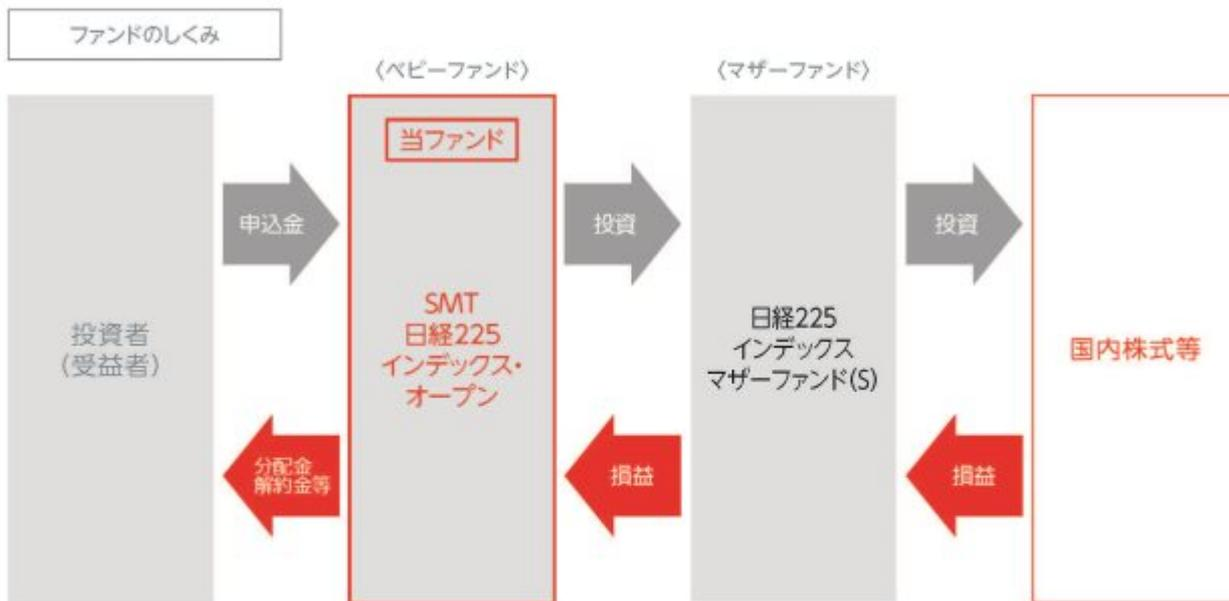 ファンドのしくみ
〈ベビーファンド〉
〈マザーファンド〉
当ファンド
申込金
投資
投資
投資者
(受益者)
SMT
日経225
インデックス・
オープン
日経225
インデックス
マザーファンド(S)
国内株式等
分配金
解約金等
損益
損益